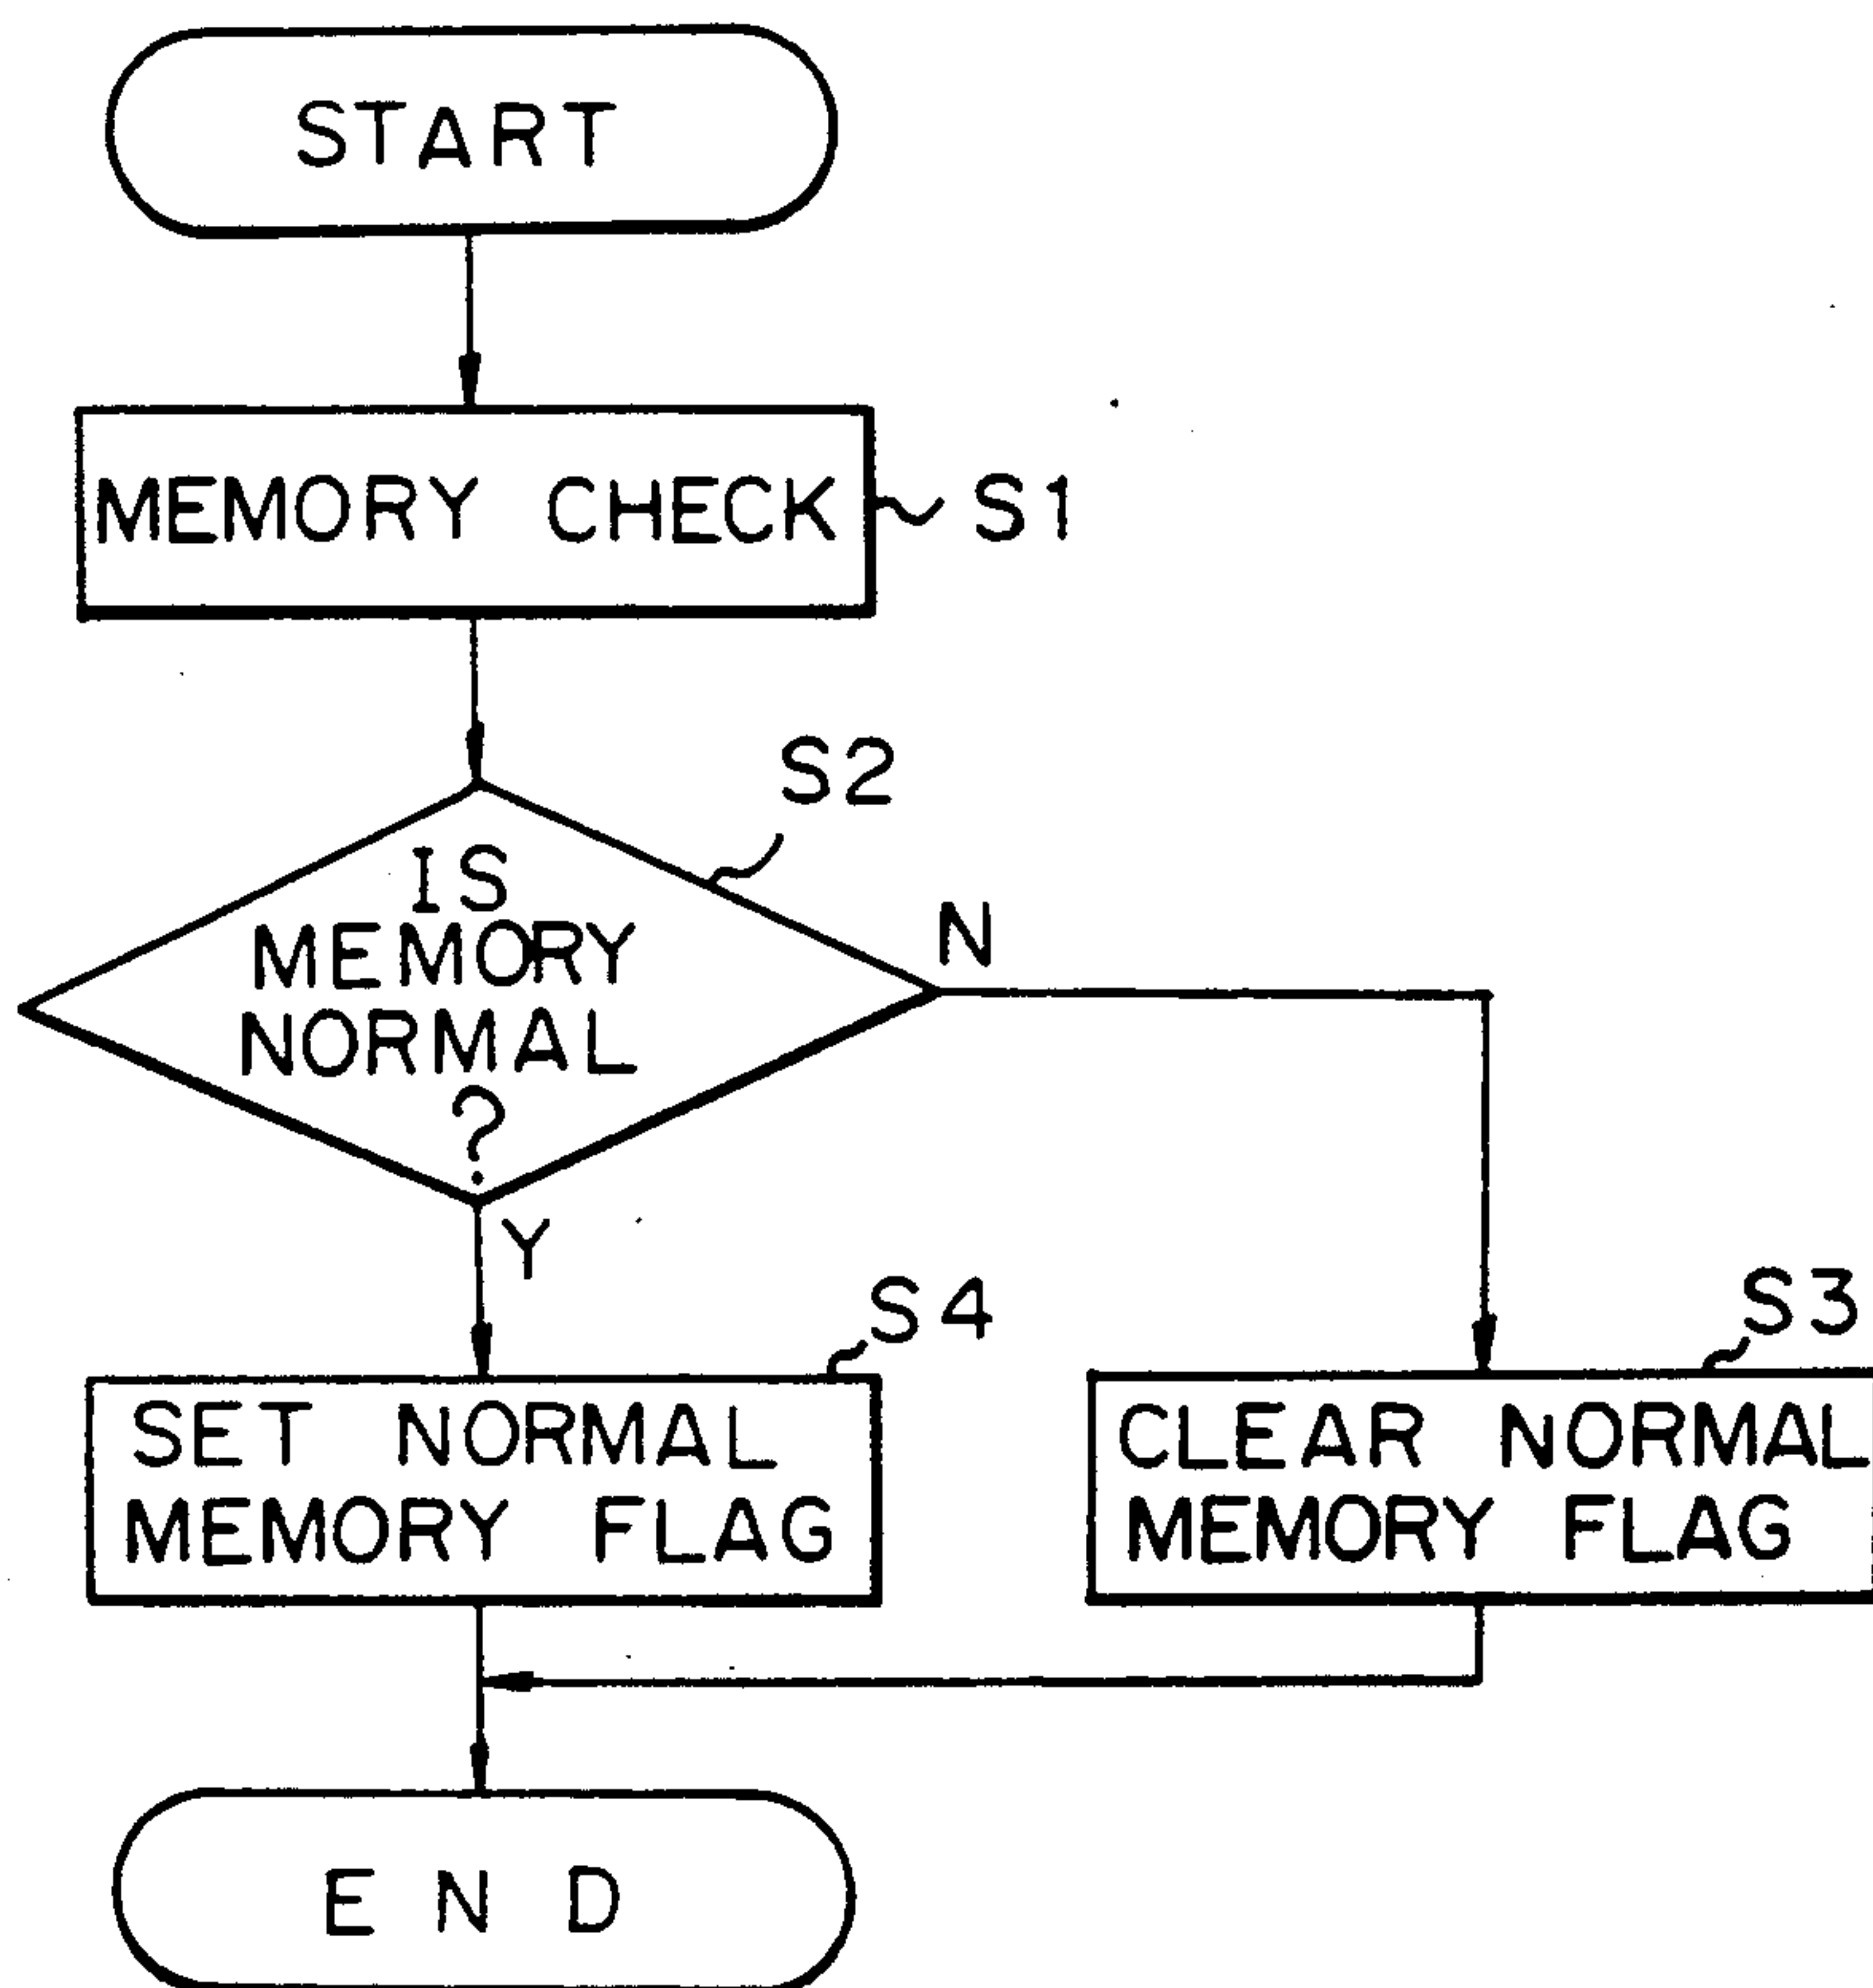 START
MEMORY CHECK
S1
S2
IS
MEMORY
NORMAL
?
N
Y
S4
SET NORMAL
MEMORY FLAG
S3
CLEAR NORMAL
MEMORY FLAG
END